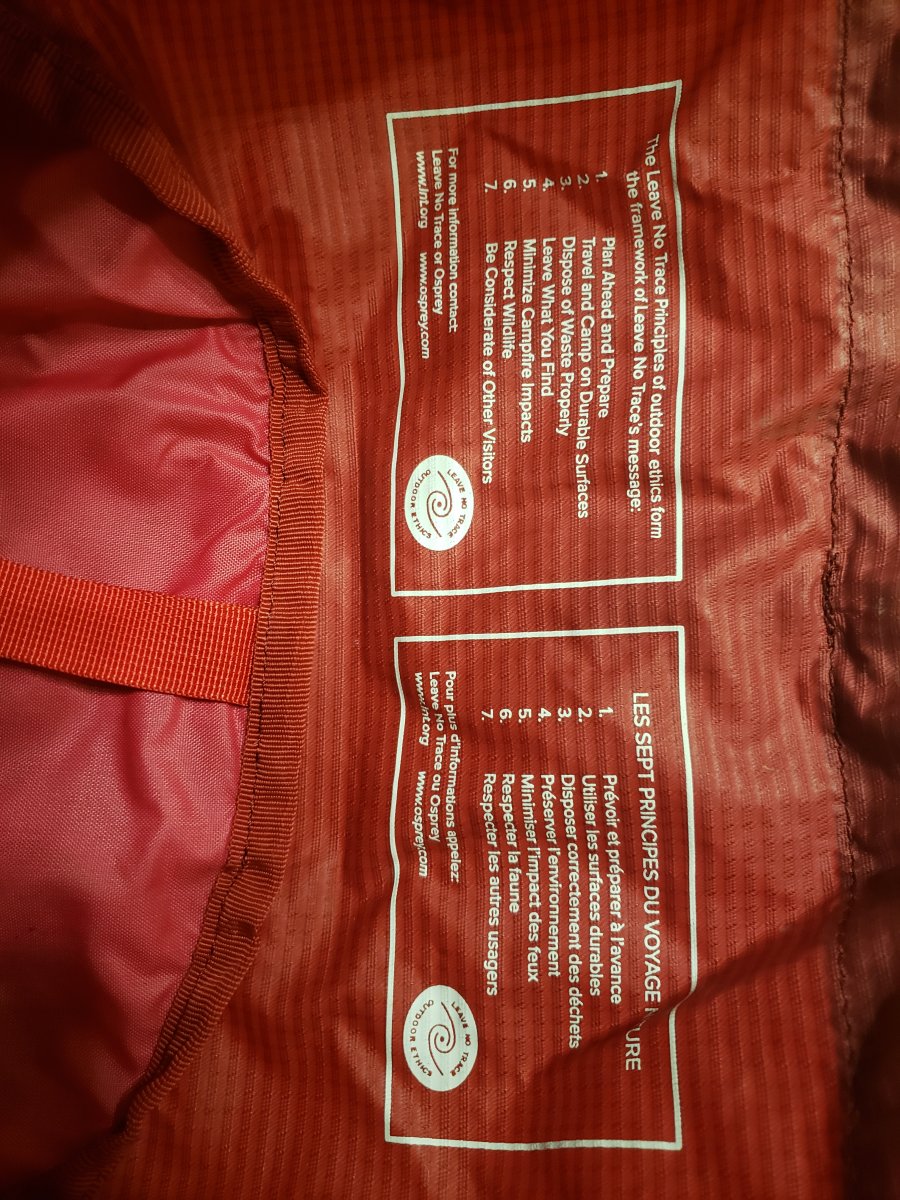 The Leave No Trace Principles of outdoor ethics form
the framework of Leave No Trace's message:
1. Plan Ahead and Prepare
2. Travel and Camp on Durable Surfaces
3. Dispose of Waste Properly
4. Leave What You Find
5. Minimize Campfire Impacts
6. Respect Wildlife
7. Be Considerate of Other Visitors
For more information contact:
Leave No Trace or Osprey
www.lnt.org www.osprey.com
LEAVE NO TRACE
OUTDOOR ETHICS
LES SEPT PRINCIPES DU VOYAGE
1. Prévoir et préparer à l'avance
2. Utiliser les surfaces durables
3. Disposer correctement des déchets
4. Préserver l'environnement
5. Minimiser l'impact des feux
6. Respecter la faune
7. Respecter les autres usagers
Pour plus d'informations appelez:
Leave No Trace ou Osprey
www.lnt.org www.osprey.com
LEAVE NO TRACE
OUTDOOR ETHICS